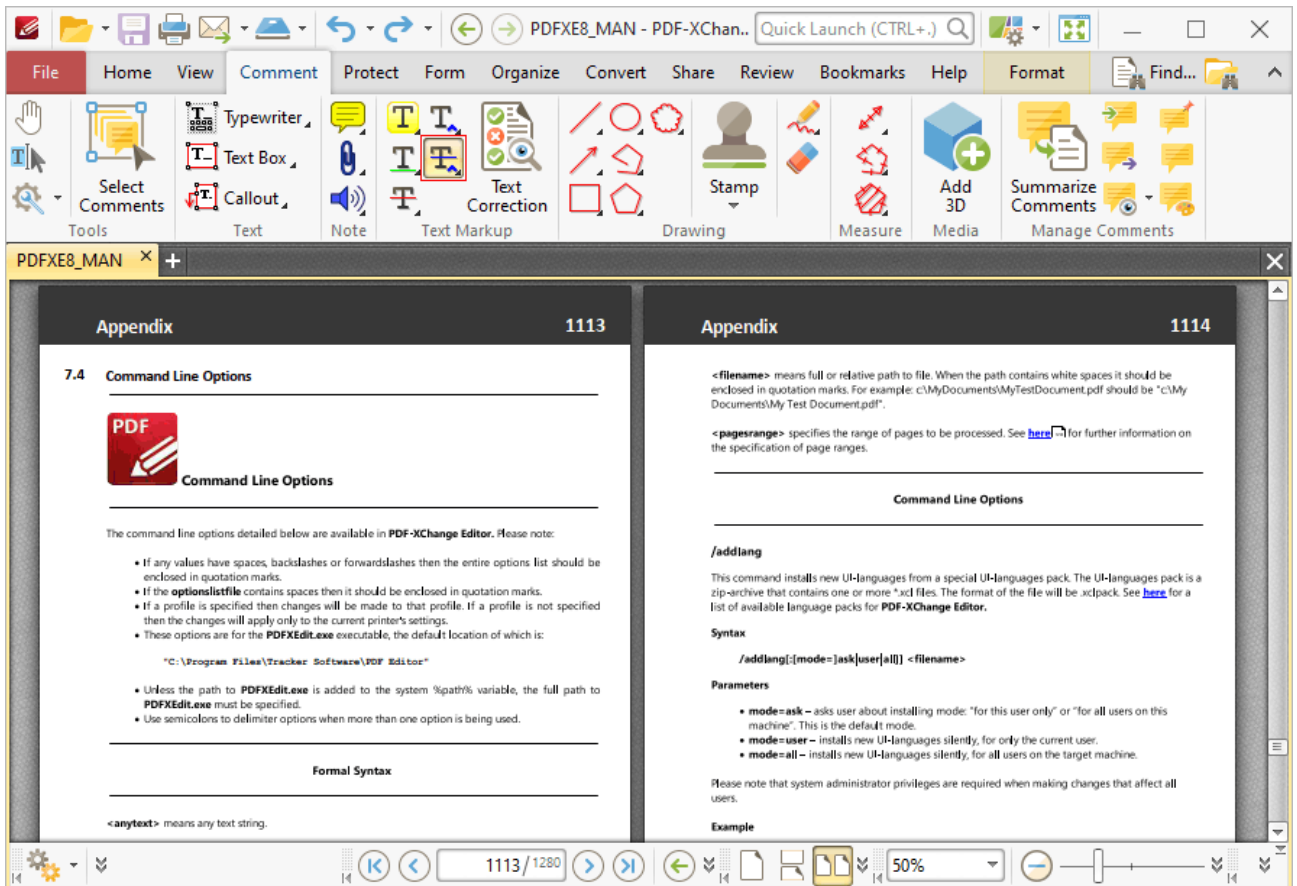 PDFXE8_MAN - PDF-XChan.. Quick Launch (CTRL+.)
File Home View Comment Protect Form Organize Convert Share Review Bookmarks Help Format Find...
Select Comments
Tools
Typewriter
Text Box
Callout
Text
Note
Text Correction
Text Markup
Drawing
Stamp
Measure
Add 3D
Media
Summarize Comments
Manage Comments
PDFXE8_MAN
Appendix 1113
7.4 Command Line Options
PDF
Command Line Options
The command line options detailed below are available in PDF-XChange Editor. Please note:
• If any values have spaces, backslashes or forwardslashes then the entire options list should be
enclosed in quotation marks.
• If the optionslistfile contains spaces then it should be enclosed in quotation marks.
• If a profile is specified then changes will be made to that profile. If a profile is not specified
then the changes will apply only to the current printer's settings.
• These options are for the PDFXEdit.exe executable, the default location of which is:
"C:\Program Files\Tracker Software\PDF Editor"
• Unless the path to PDFXEdit.exe is added to the system %path% variable, the full path to
PDFXEdit.exe must be specified.
• Use semicolons to delimiter options when more than one option is being used.
Formal Syntax
<anytext> means any text string.
Appendix 1114
<filename> means full or relative path to file. When the path contains white spaces it should be
enclosed in quotation marks. For example: c:\MyDocuments\MyTestDocument.pdf should be "c:\My
Documents\My Test Document.pdf".
<pagesrange> specifies the range of pages to be processed. See here for further information on
the specification of page ranges.
Command Line Options
/addlang
This command installs new UI-languages from a special UI-languages pack. The UI-languages pack is a
zip-archive that contains one or more *.xcl files. The format of the file will be .xclpack. See here for a
list of available language packs for PDF-XChange Editor.
Syntax
/addlang[:[mode=]ask|user|all]] <filename>
Parameters
• mode=ask – asks user about installing mode: "for this user only" or "for all users on this
machine". This is the default mode.
• mode=user – installs new UI-languages silently, for only the current user.
• mode=all – installs new UI-languages silently, for all users on the target machine.
Please note that system administrator privileges are required when making changes that affect all
users.
Example
1113/1280 50%